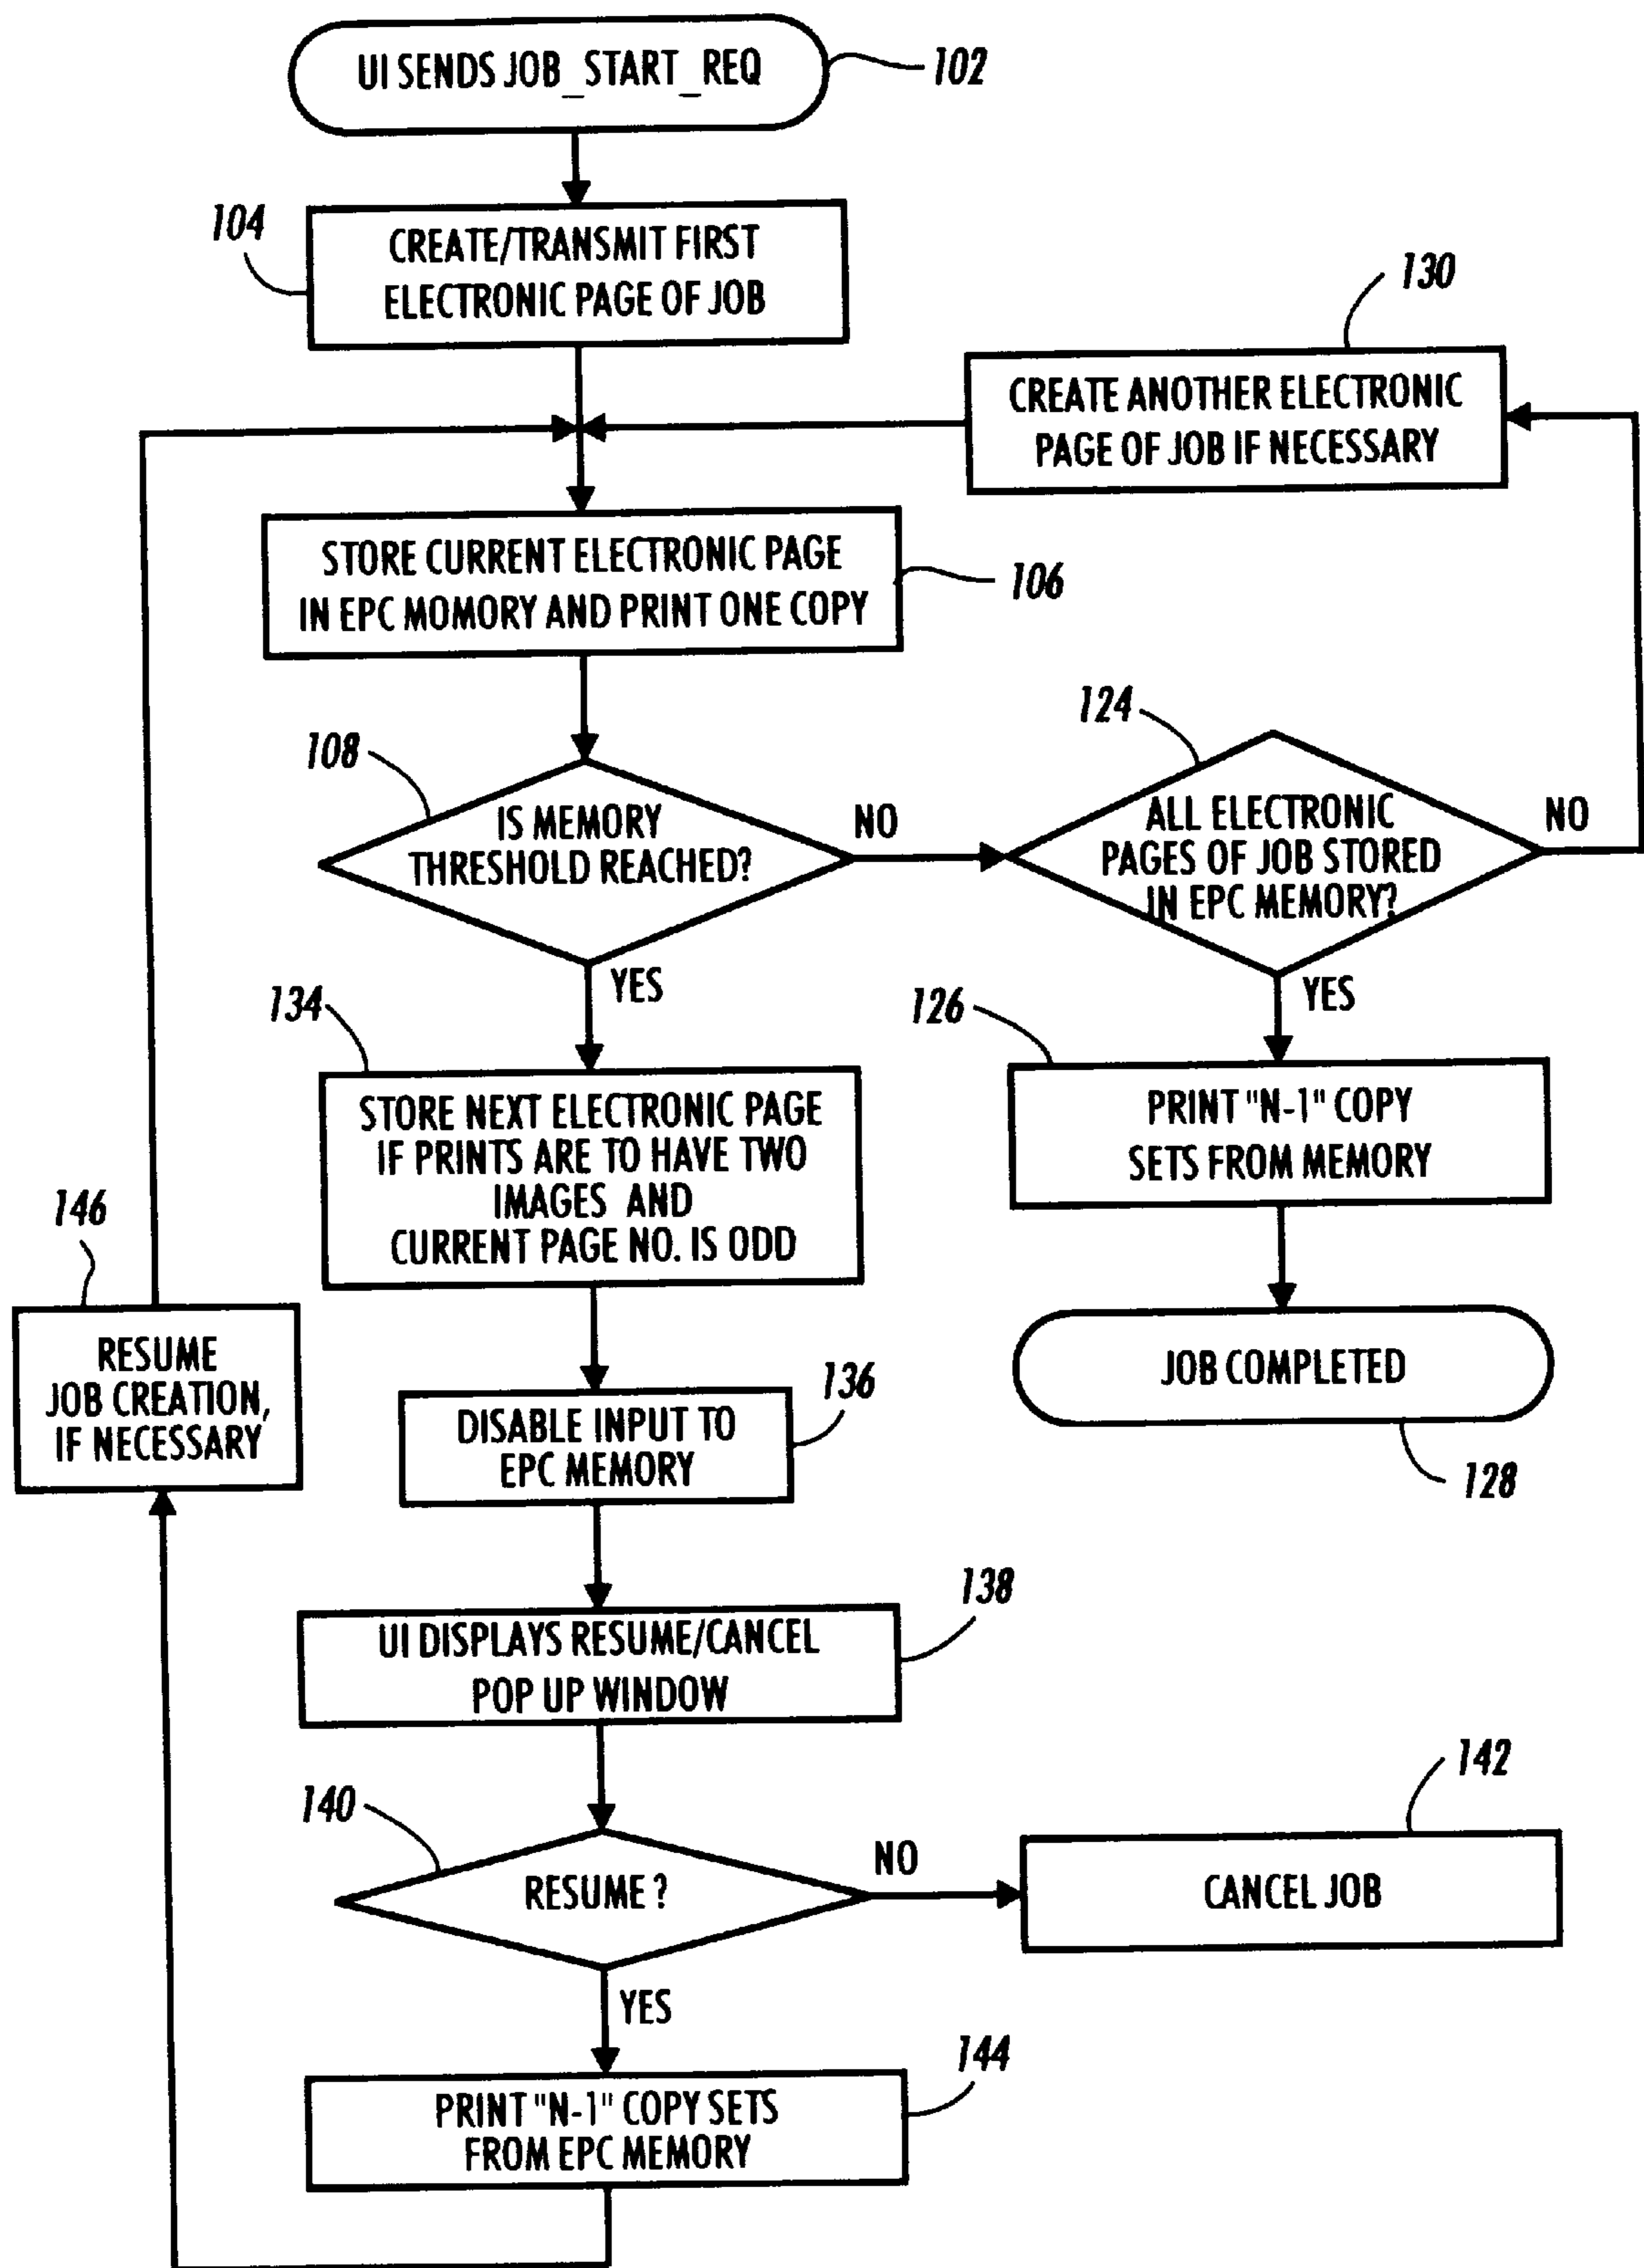 UI SENDS JOB_START_REQ
102
104
CREATE/TRANSMIT FIRST
ELECTRONIC PAGE OF JOB
130
CREATE ANOTHER ELECTRONIC
PAGE OF JOB IF NECESSARY
STORE CURRENT ELECTRONIC PAGE
IN EPC MOMORY AND PRINT ONE COPY
106
108
IS MEMORY
THRESHOLD REACHED?
NO
YES
124
ALL ELECTRONIC
PAGES OF JOB STORED
IN EPC MEMORY?
NO
YES
126
PRINT "N-1" COPY
SETS FROM MEMORY
JOB COMPLETED
128
134
STORE NEXT ELECTRONIC PAGE
IF PRINTS ARE TO HAVE TWO
IMAGES AND
CURRENT PAGE NO. IS ODD
146
RESUME
JOB CREATION,
IF NECESSARY
136
DISABLE INPUT TO
EPC MEMORY
138
UI DISPLAYS RESUME/CANCEL
POP UP WINDOW
140
RESUME ?
NO
YES
142
CANCEL JOB
144
PRINT "N-1" COPY SETS
FROM EPC MEMORY